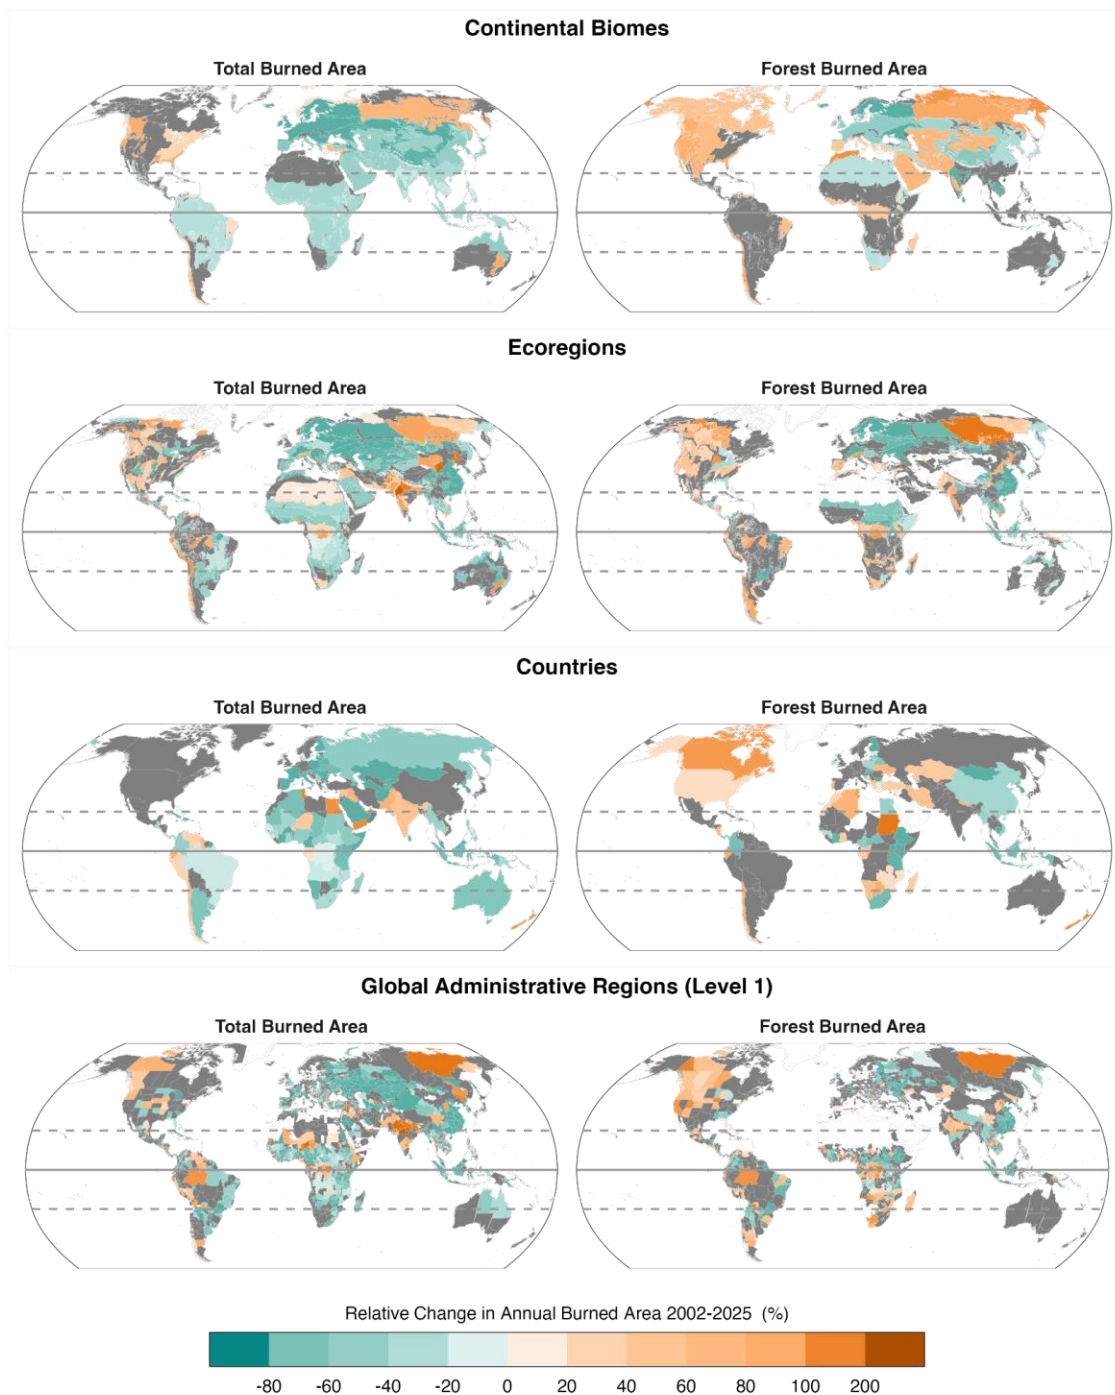 Continental Biomes
Total Burned Area
Forest Burned Area
Ecoregions
Total Burned Area
Forest Burned Area
Countries
Total Burned Area
Forest Burned Area
Global Administrative Regions (Level 1)
Total Burned Area
Forest Burned Area
Relative Change in Annual Burned Area 2002-2025 (%)
-80 -60 -40 -20 0 20 40 60 80 100 200